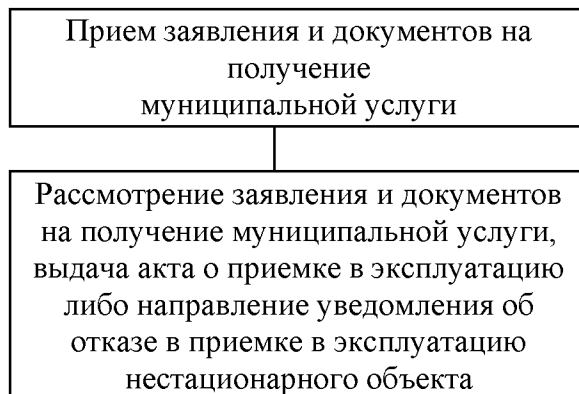 Прием заявления и документов на
получение
муниципальной услуги
Рассмотрение заявления и документов
на получение муниципальной услуги,
выдача акта о приемке в эксплуатацию
либо направление уведомления об
отказе в приемке в эксплуатацию
нестационарного объекта